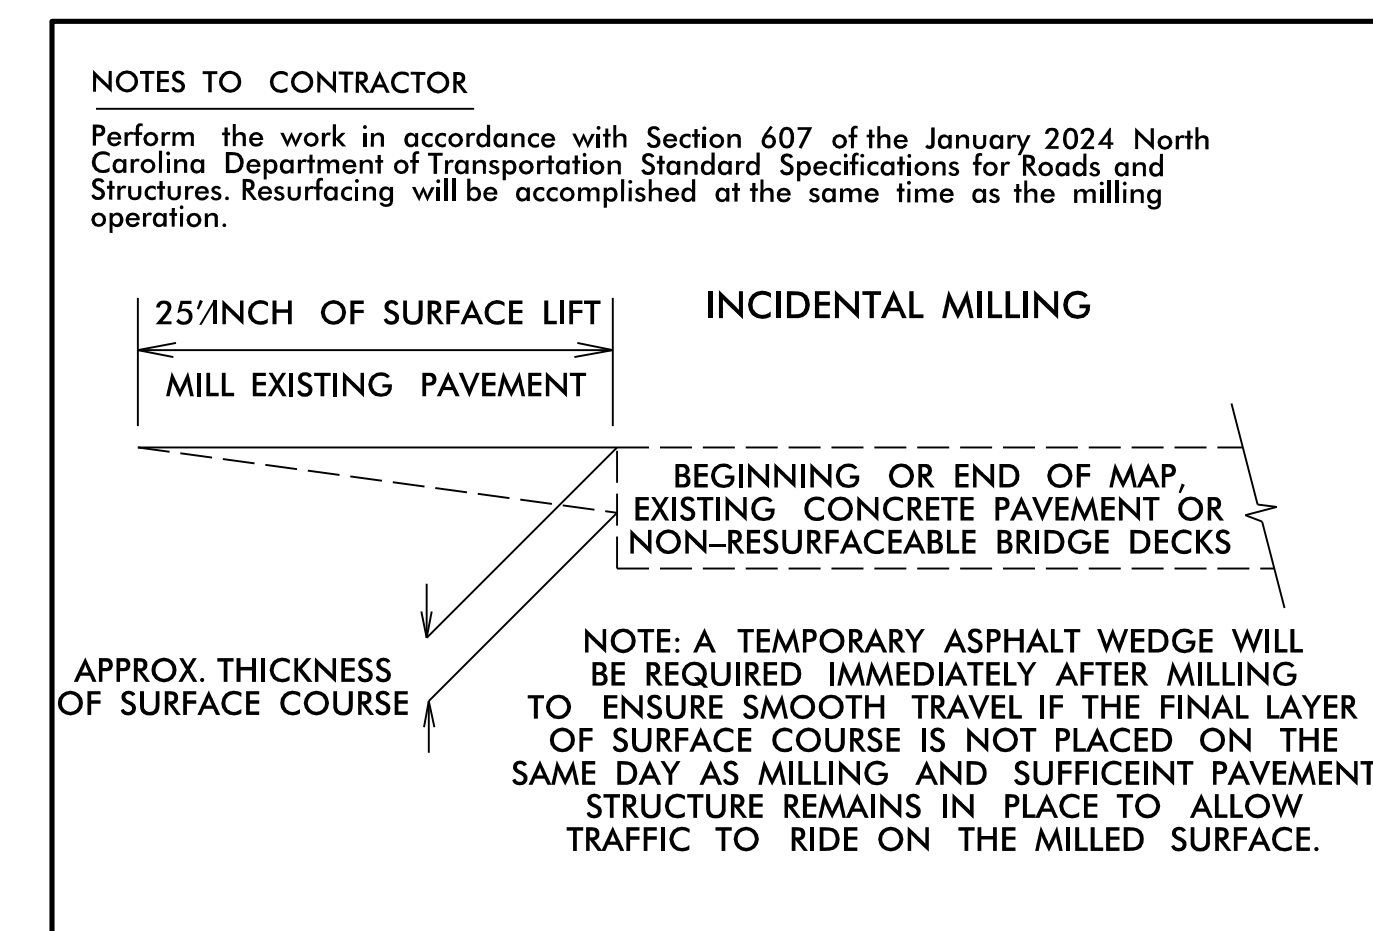 NOTES TO CONTRACTOR
Perform the work in accordance with Section 607 of the January 2024 North
Carolina Department of Transportation Standard Specifications for Roads and
Structures. Resurfacing will be accomplished at the same time as the milling
operation.
25'/INCH OF SURFACE LIFT
MILL EXISTING PAVEMENT
INCIDENTAL MILLING
BEGINNING OR END OF MAP,
EXISTING CONCRETE PAVEMENT OR
NON-RESURFACEABLE BRIDGE DECKS
APPROX. THICKNESS
OF SURFACE COURSE
NOTE: A TEMPORARY ASPHALT WEDGE WILL
BE REQUIRED IMMEDIATELY AFTER MILLING
TO ENSURE SMOOTH TRAVEL IF THE FINAL LAYER
OF SURFACE COURSE IS NOT PLACED ON THE
SAME DAY AS MILLING AND SUFFICEINT PAVEMENT
STRUCTURE REMAINS IN PLACE TO ALLOW
TRAFFIC TO RIDE ON THE MILLED SURFACE.